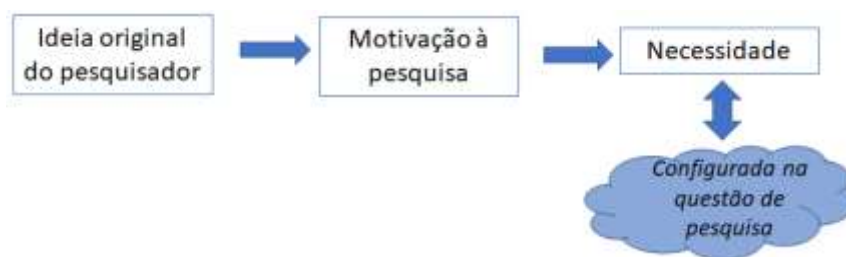 Ideia original
do pesquisador
Motivação à
pesquisa
Necessidade
Configurada na
questão de
pesquisa